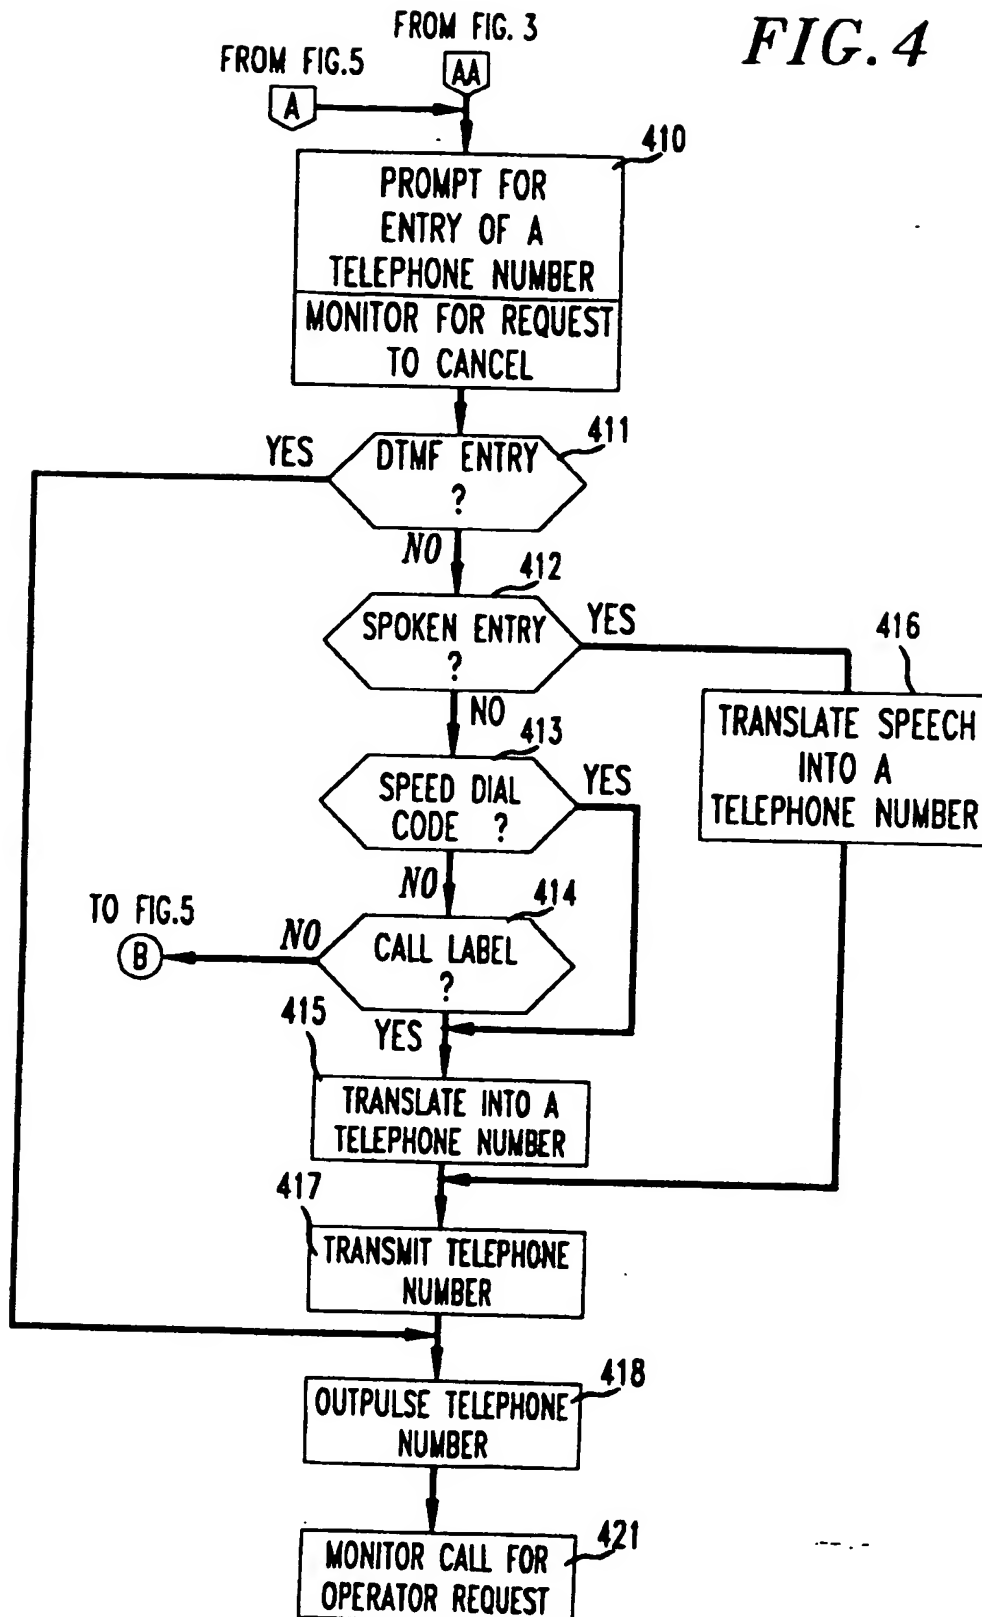 FROM FIG. 3
FIG. 4
FROM FIG.5
AA
A
410
PROMPT FOR
ENTRY OF A
TELEPHONE NUMBER
MONITOR FOR REQUEST
TO CANCEL
411
YES
DTMF ENTRY
?
NO
412
SPOKEN ENTRY
?
YES
416
NO
TRANSLATE SPEECH
INTO A
TELEPHONE NUMBER
413
SPEED DIAL
CODE ?
YES
NO
414
TO FIG.5
B
NO
CALL LABEL
?
415
YES
TRANSLATE INTO A
TELEPHONE NUMBER
417
TRANSMIT TELEPHONE
NUMBER
418
OUTPULSE TELEPHONE
NUMBER
421
MONITOR CALL FOR
OPERATOR REQUEST